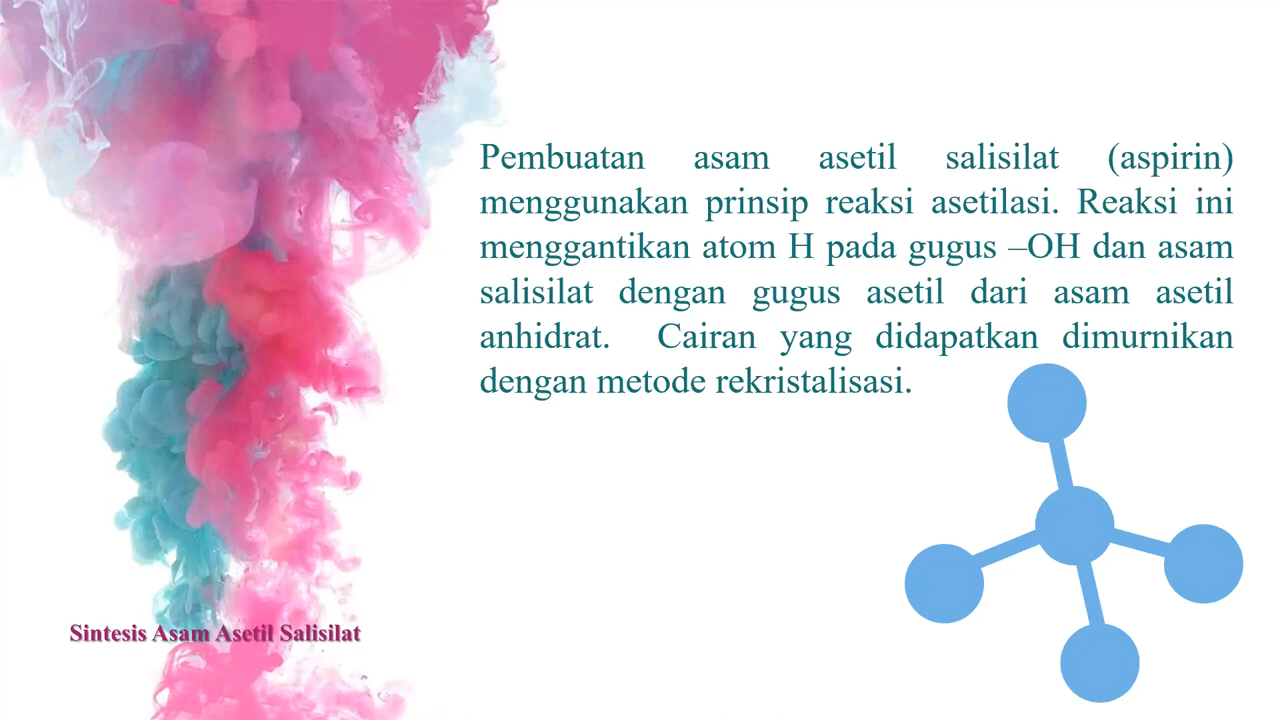 Pembuatan asam asetil salisilat (aspirin)
menggunakan prinsip reaksi asetilasi. Reaksi ini
menggantikan atom H pada gugus –OH dan asam
salisilat dengan gugus asetil dari asam asetil
anhidrat. Cairan yang didapatkan dimurnikan
dengan metode rekristalisasi.
Sintesis Asam Asetil Salisilat